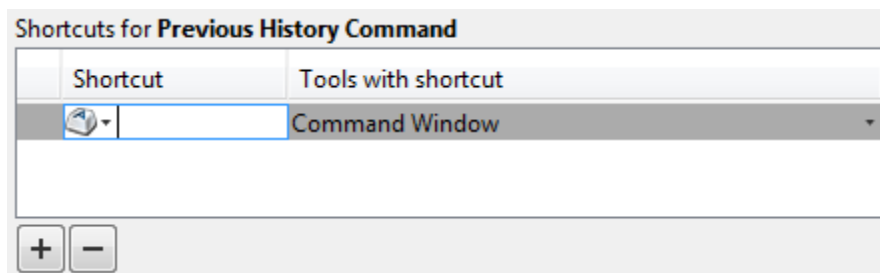 Shortcuts for Previous History Command
Shortcut Tools with shortcut
Command Window